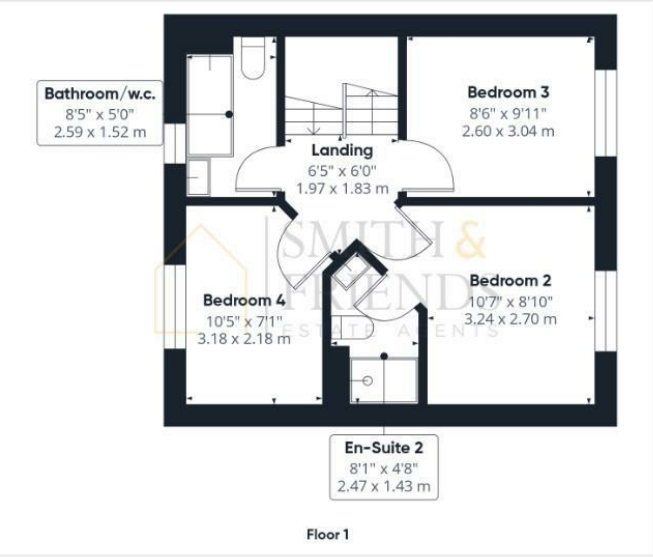 Bathroom/w.c.
8'5" x 5'0"
2.59 x 1.52 m
Bedroom 3
8'6" x 9'11"
2.60 x 3.04 m
Landing
6'5" x 6'0"
1.97 x 1.83 m
SMITH &
FRIENDS
ESTATE AGENTS
Bedroom 4
10'5" x 7'1"
3.18 x 2.18 m
Bedroom 2
10'7" x 8'10"
3.24 x 2.70 m
En-Suite 2
8'1" x 4'8"
2.47 x 1.43 m
Floor 1